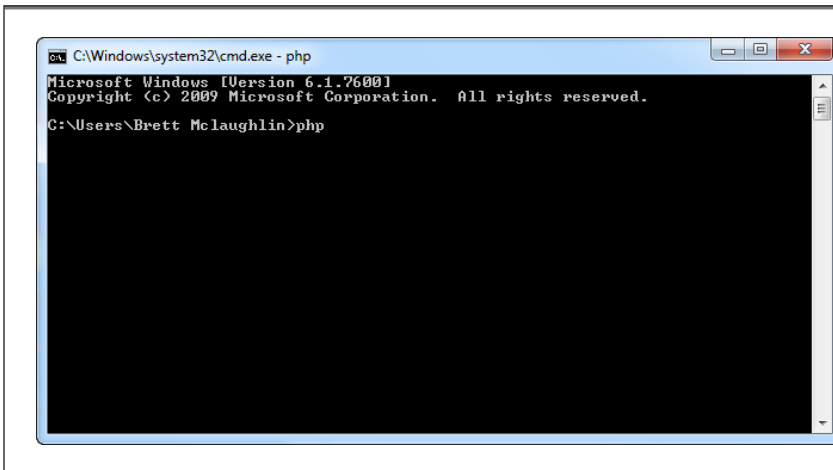 C:\Windows\system32\cmd.exe - php
Microsoft Windows [Version 6.1.7600]
Copyright (c) 2009 Microsoft Corporation.  All rights reserved.
C:\Users\Brett Mclaughlin>php